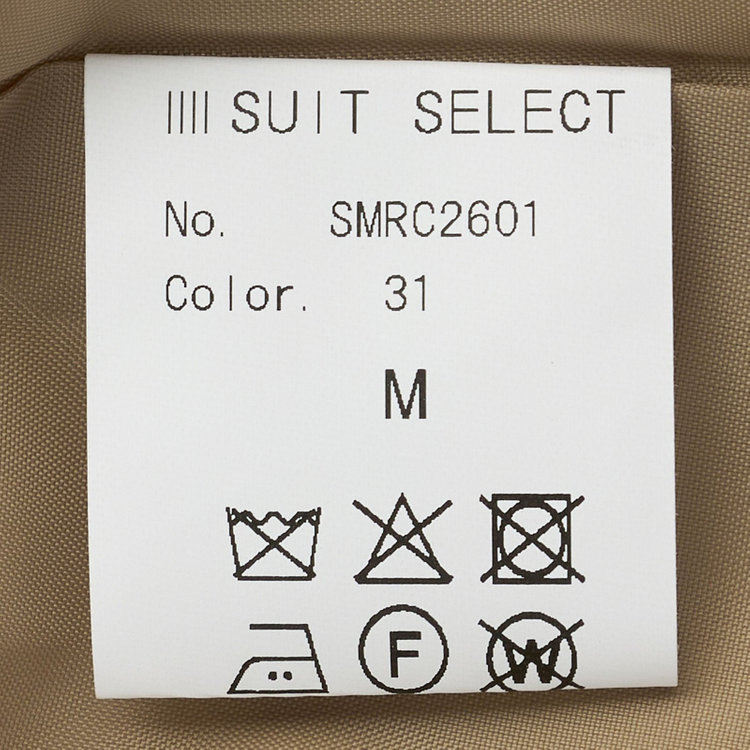 SUIT SELECT
No. SMRC2601
Color. 31
M
F
W